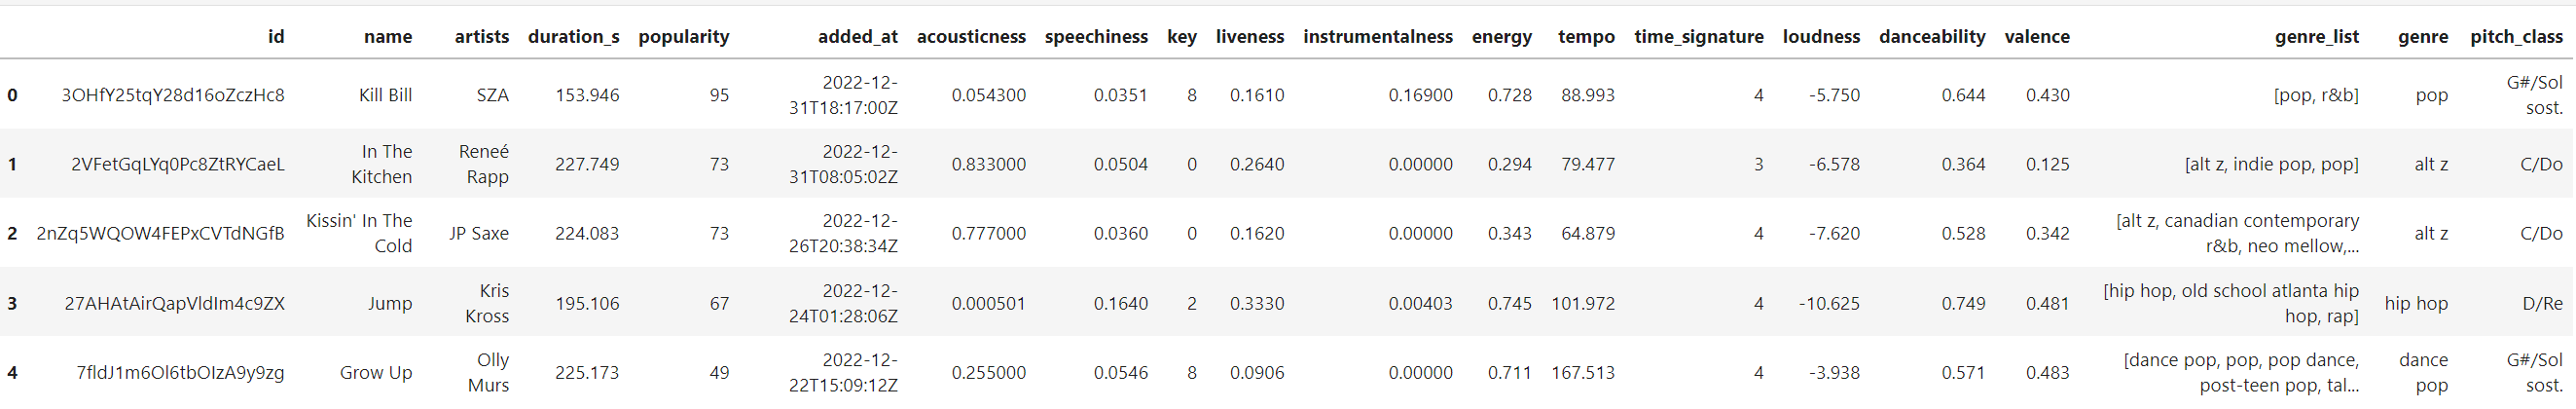 id name artists duration_s popularity added_at acousticness speechiness key liveness instrumentalness energy tempo time_signature loudness danceability valence genre_list genre pitch_class
0 3OHfY25tqY28d16oZczHc8 Kill Bill SZA 153.946 95 2022-12-31T18:17:00Z 0.054300 0.0351 8 0.1610 0.16900 0.728 88.993 4 -5.750 0.644 0.430 [pop, r&b] pop G#/Sol sost.
1 2VFetGqLYq0Pc8ZtRYCaeL In The Kitchen Reneé Rapp 227.749 73 2022-12-31T08:05:02Z 0.833000 0.0504 0 0.2640 0.00000 0.294 79.477 3 -6.578 0.364 0.125 [alt z, indie pop, pop] alt z C/Do
2 2nZq5WQOW4FEPxCVTdNGfB Kissin' In The Cold JP Saxe 224.083 73 2022-12-26T20:38:34Z 0.777000 0.0360 0 0.1620 0.00000 0.343 64.879 4 -7.620 0.528 0.342 [alt z, canadian contemporary r&b, neo mellow,... alt z C/Do
3 27AHAtAirQapVldIm4c9ZX Jump Kris Kross 195.106 67 2022-12-24T01:28:06Z 0.000501 0.1640 2 0.3330 0.00403 0.745 101.972 4 -10.625 0.749 0.481 [hip hop, old school atlanta hip hop, rap] hip hop D/Re
4 7fldJ1m6Ol6tbOIzA9y9zg Grow Up Olly Murs 225.173 49 2022-12-22T15:09:12Z 0.255000 0.0546 8 0.0906 0.00000 0.711 167.513 4 -3.938 0.571 0.483 [dance pop, pop, pop dance, post-teen pop, tal... dance pop G#/Sol sost.